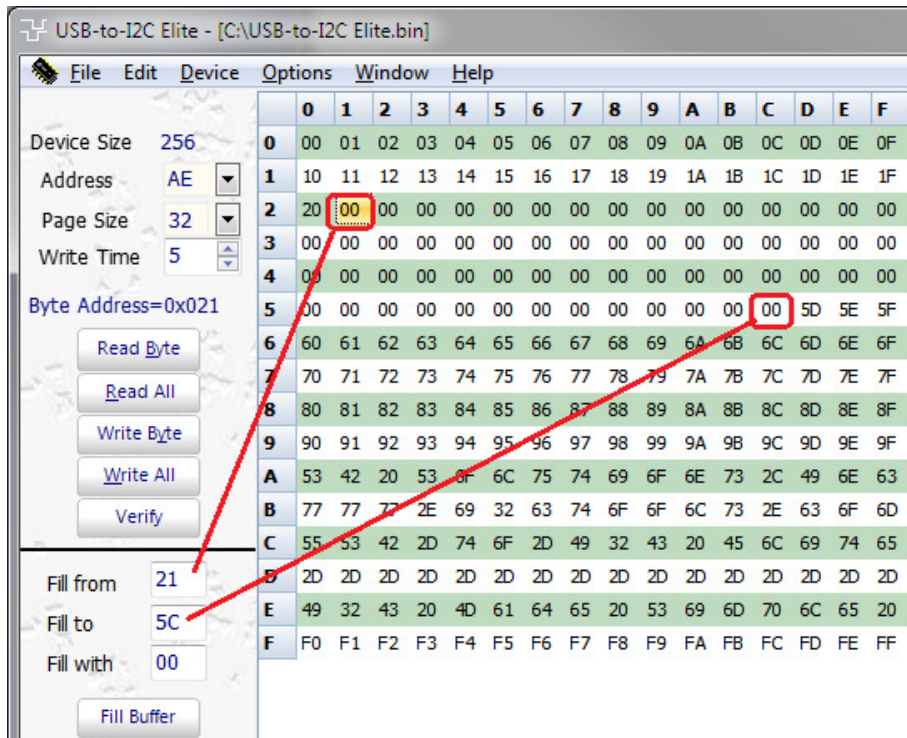 USB-to-I2C Elite - [C:\USB-to-I2C Elite.bin]
File Edit Device Options Window Help
Device Size 256
Address AE
Page Size 32
Write Time 5
Byte Address=0x021
Read Byte
Read All
Write Byte
Write All
Verify
Fill from 21
Fill to 5C
Fill with 00
Fill Buffer
0 1 2 3 4 5 6 7 8 9 A B C D E F
0 00 01 02 03 04 05 06 07 08 09 0A 0B 0C 0D 0E 0F
1 10 11 12 13 14 15 16 17 18 19 1A 1B 1C 1D 1E 1F
2 20 00 00 00 00 00 00 00 00 00 00 00 00 00 00 00
3 00 00 00 00 00 00 00 00 00 00 00 00 00 00 00 00
4 00 00 00 00 00 00 00 00 00 00 00 00 00 00 00 00
5 00 00 00 00 00 00 00 00 00 00 00 00 00 5D 5E 5F
6 60 61 62 63 64 65 66 67 68 69 6A 6B 6C 6D 6E 6F
7 70 71 72 73 74 75 76 77 78 79 7A 7B 7C 7D 7E 7F
8 80 81 82 83 84 85 86 87 88 89 8A 8B 8C 8D 8E 8F
9 90 91 92 93 94 95 96 97 98 99 9A 9B 9C 9D 9E 9F
A 53 42 20 53 6F 6C 75 74 69 6F 6E 73 2C 49 6E 63
B 77 77 77 2E 69 32 63 74 6F 6F 6C 73 2E 63 6F 6D
C 55 53 42 2D 74 6F 2D 49 32 43 20 45 6C 69 74 65
D 2D 2D 2D 2D 2D 2D 2D 2D 2D 2D 2D 2D 2D 2D 2D 2D
E 49 32 43 20 4D 61 64 65 20 53 69 6D 70 6C 65 20
F F0 F1 F2 F3 F4 F5 F6 F7 F8 F9 FA FB FC FD FE FF